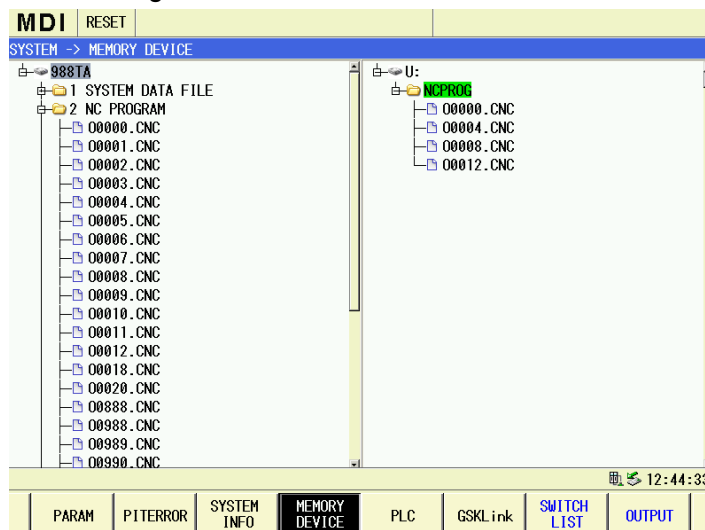 MDI RESET
SYSTEM -> MEMORY DEVICE
988TA
1 SYSTEM DATA FILE
2 NC PROGRAM
O0000.CNC
O0001.CNC
O0002.CNC
O0003.CNC
O0004.CNC
O0005.CNC
O0006.CNC
O0007.CNC
O0008.CNC
O0009.CNC
O0010.CNC
O0011.CNC
O0012.CNC
O0018.CNC
O0020.CNC
O0888.CNC
O0988.CNC
O0989.CNC
O0990.CNC
U:
NCPROG
O0000.CNC
O0004.CNC
O0008.CNC
O0012.CNC
12:44:33
PARAM
PITERROR
SYSTEM
INFO
MEMORY
DEVICE
PLC
GSKLink
SWITCH
LIST
OUTPUT